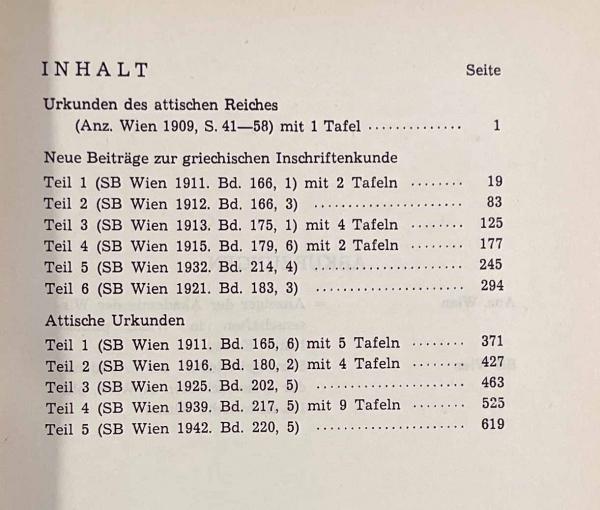 INHALT Seite
Urkunden des attischen Reiches
(Anz. Wien 1909, S. 41—58) mit 1 Tafel .............. 1
Neue Beiträge zur griechischen Inschriftenkunde
Teil 1 (SB Wien 1911. Bd. 166, 1) mit 2 Tafeln ........ 19
Teil 2 (SB Wien 1912. Bd. 166, 3) ...................... 83
Teil 3 (SB Wien 1913. Bd. 175, 1) mit 4 Tafeln ........ 125
Teil 4 (SB Wien 1915. Bd. 179, 6) mit 2 Tafeln ........ 177
Teil 5 (SB Wien 1932. Bd. 214, 4) ...................... 245
Teil 6 (SB Wien 1921. Bd. 183, 3) ...................... 294
Attische Urkunden
Teil 1 (SB Wien 1911. Bd. 165, 6) mit 5 Tafeln ........ 371
Teil 2 (SB Wien 1916. Bd. 180, 2) mit 4 Tafeln ........ 427
Teil 3 (SB Wien 1925. Bd. 202, 5) ...................... 463
Teil 4 (SB Wien 1939. Bd. 217, 5) mit 9 Tafeln ........ 525
Teil 5 (SB Wien 1942. Bd. 220, 5) ...................... 619